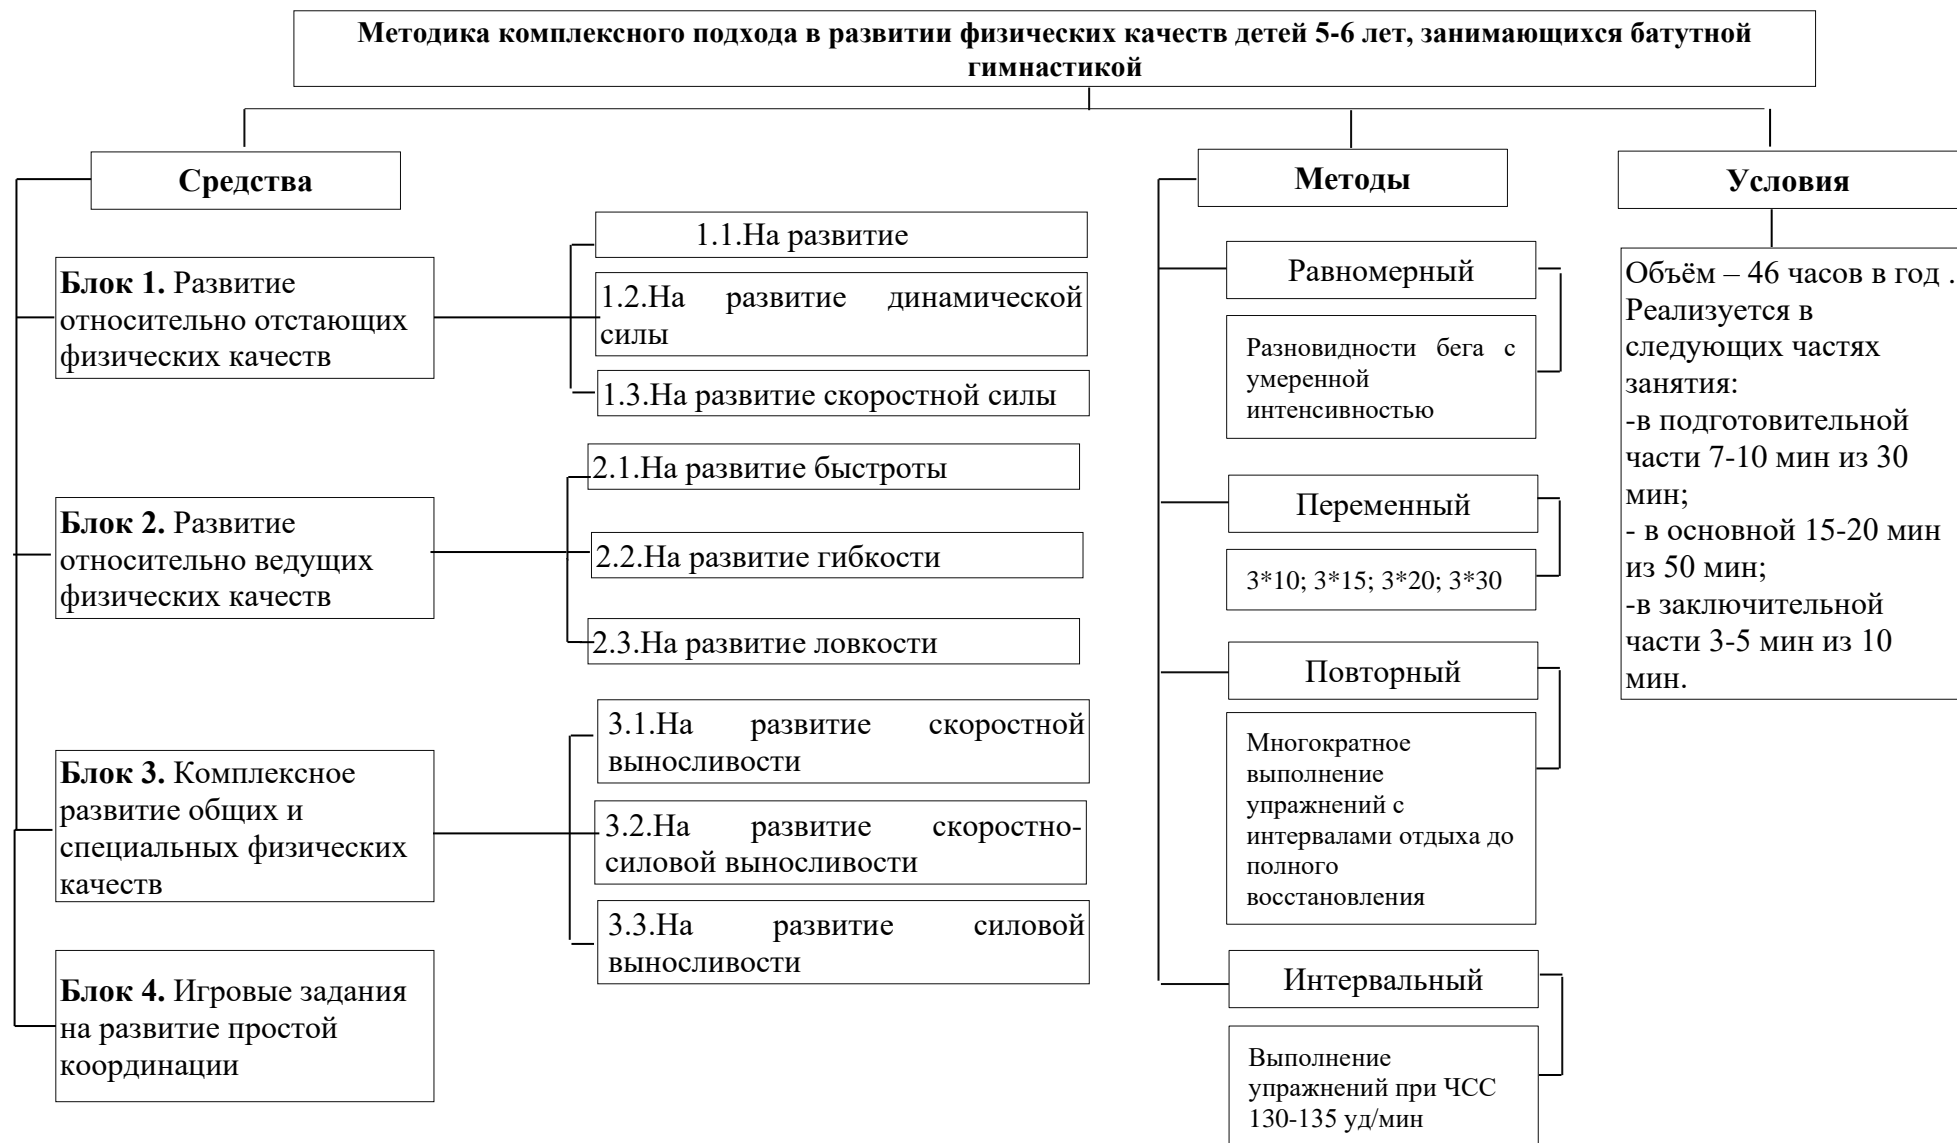 Методика комплексного подхода в развитии физических качеств детей 5-6 лет, занимающихся батутной
гимнастикой
Средства
Блок 1. Развитие
относительно отстающих
физических качеств
1.1.На развитие
1.2.На развитие динамической
силы
1.3.На развитие скоростной силы
Блок 2. Развитие
относительно ведущих
физических качеств
2.1.На развитие быстроты
2.2.На развитие гибкости
2.3.На развитие ловкости
Блок 3. Комплексное
развитие общих и
специальных физических
качеств
3.1.На развитие скоростной
выносливости
3.2.На развитие скоростно-
силовой выносливости
3.3.На развитие силовой
выносливости
Блок 4. Игровые задания
на развитие простой
координации
Методы
Равномерный
Разновидности бега с
умеренной
интенсивностью
Переменный
3*10; 3*15; 3*20; 3*30
Повторный
Многократное
выполнение
упражнений с
интервалами отдыха до
полного
восстановления
Интервальный
Выполнение
упражнений при ЧСС
130-135 уд/мин
Условия
Объём – 46 часов в год .
Реализуется в
следующих частях
занятия:
-в подготовительной
части 7-10 мин из 30
мин;
- в основной 15-20 мин
из 50 мин;
-в заключительной
части 3-5 мин из 10
мин.